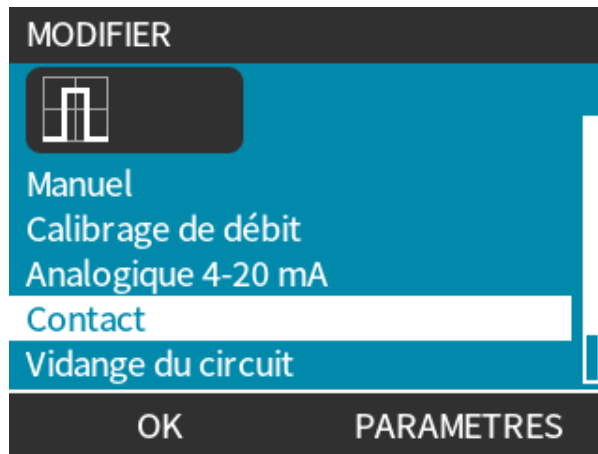 MODIFIER
Manuel
Calibrage de débit
Analogique 4-20 mA
Contact
Vidange du circuit
OK PARAMETRES